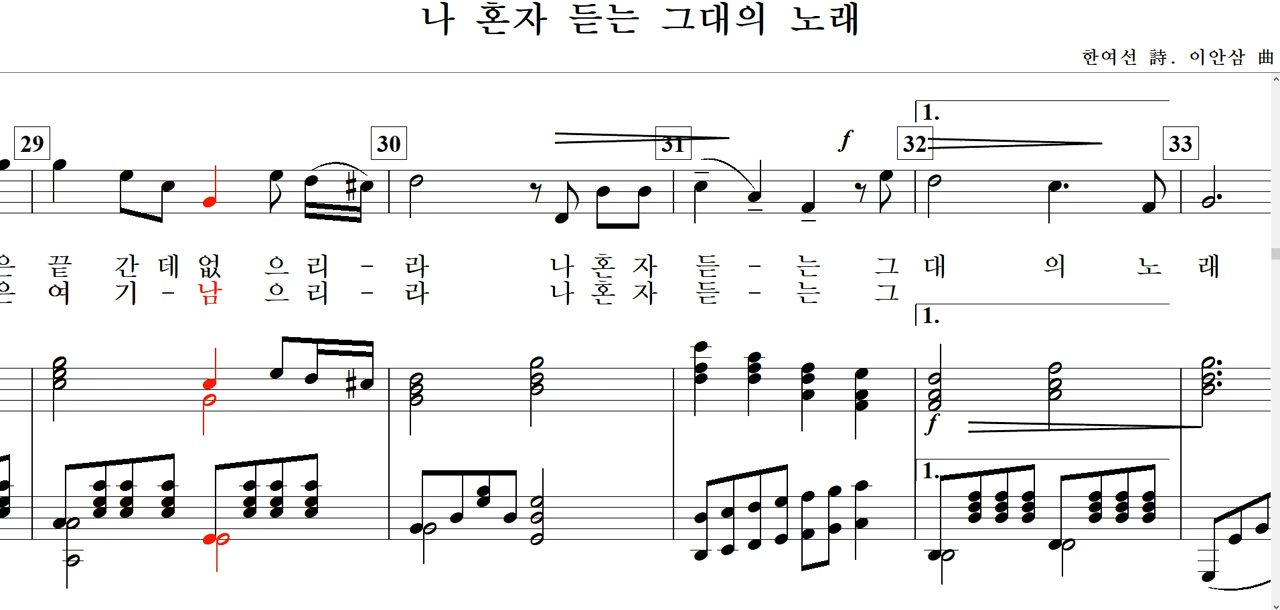 나 혼자 듣는 그대의 노래
한여선 詩. 이안삼 曲
1.
29 30 31 f 32 33
은 끝 간 데 없 으 리 - 라 나 혼 자 듣 - 는 그 대 의 노 래
은 여 기 - 남 으 리 - 라 나 혼 자 듣 - 는 그
1.
f
1.